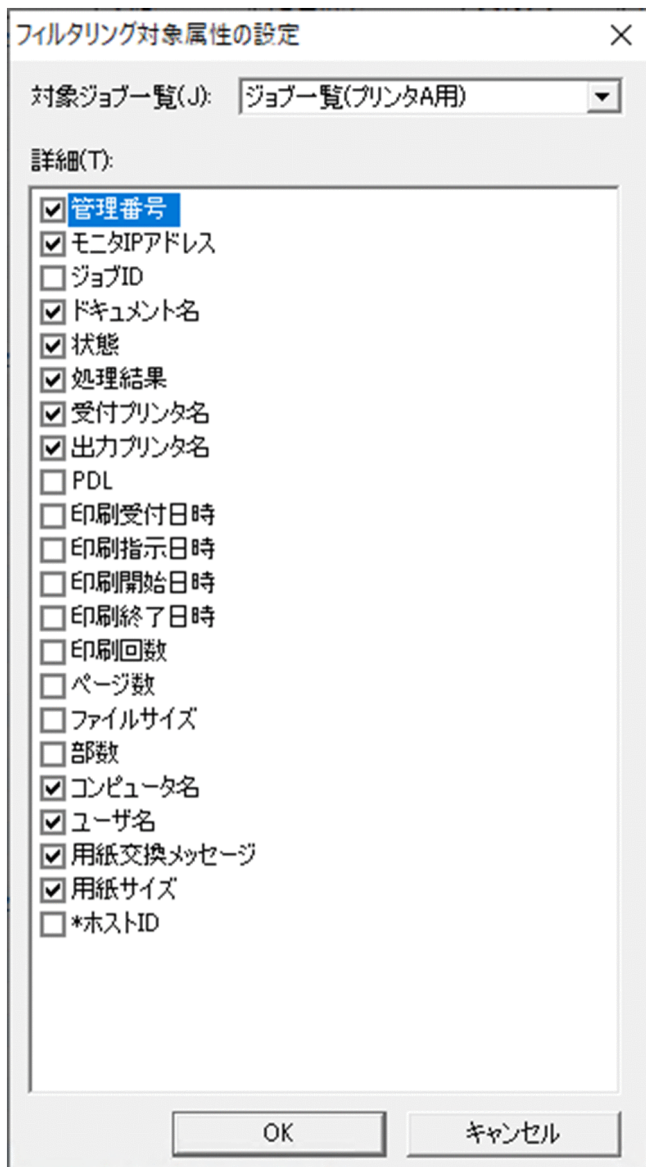 フィルタリング対象属性の設定
対象ジョブ一覧(J): ジョブ一覧(プリンタA用)
詳細(T):
管理番号
モニタIPアドレス
ジョブID
ドキュメント名
状態
処理結果
受付プリンタ名
出力プリンタ名
PDL
印刷受付日時
印刷指示日時
印刷開始日時
印刷終了日時
印刷回数
ページ数
ファイルサイズ
部数
コンピュータ名
ユーザ名
用紙交換メッセージ
用紙サイズ
*ホストID
OK キャンセル